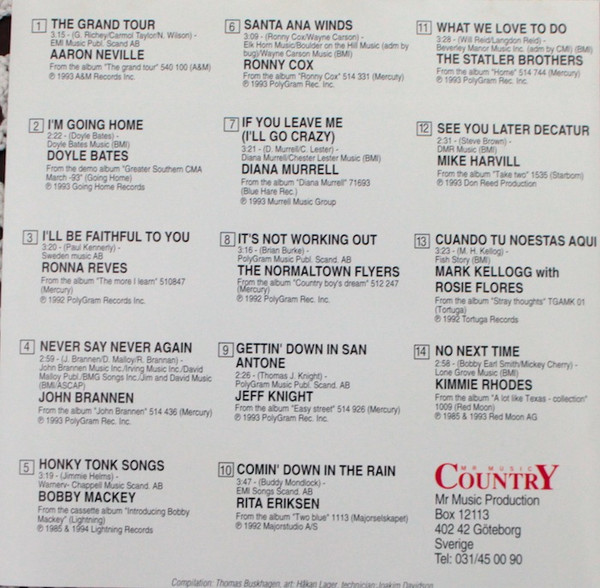 1 THE GRAND TOUR
3:15 - (G. Richey/Carmol Taylor/N. Wilson) -
EMI Music Publ. Scand AB
AARON NEVILLE
From the album "The grand tour" 540 100 (A&M)
℗ 1993 A&M Records Inc.
2 I'M GOING HOME
2:22 - (Doyle Bates) -
Doyle Bates Music (BMI)
DOYLE BATES
From the demo album "Greater Southern CMA
March -93" (Going Home)
℗ 1993 Going Home Records
3 I'LL BE FAITHFUL TO YOU
3:20 - (Paul Kennerly) -
Sweden music AB
RONNA REVES
From the album "The more I learn" 510847
(Mercury)
℗ 1992 PolyGram Records Inc.
4 NEVER SAY NEVER AGAIN
2:59 - (J. Brannen/D. Malloy/R. Brannan) -
John Brannen Music Inc./Irving Music Inc./David
Malloy Publ./BMG Songs Inc./Jim and David Music
(BMI/ASCAP)
JOHN BRANNEN
From the album "John Brannen" 514 436 (Mercury)
℗ 1993 PolyGram Rec. Inc.
5 HONKY TONK SONGS
3:19 - (Jimmie Helms) -
Warnerv- Chappell Music Scand. AB
BOBBY MACKEY
From the cassette album "Introducing Bobby
Mackey" (Lightning)
℗ 1985 & 1994 Lightning Records
6 SANTA ANA WINDS
3:09 - (Ronny Cox/Wayne Carson) -
Elk Horn Music/Boulder on the Hill Music (adm by
bug)/Wayne Carson Music (BMI)
RONNY COX
From the album "Ronny Cox" 514 331 (Mercury)
℗ 1993 PolyGram Rec. Inc.
7 IF YOU LEAVE ME
(I'LL GO CRAZY)
3:21 - (D. Murrell/C. Lester) -
Diana Murrell/Chester Lester Music (BMI)
DIANA MURRELL
From the album "Diana Murrell" 71693
(Blue Hare Rec.)
℗ 1993 Murrell Music Group
8 IT'S NOT WORKING OUT
3:16 - (Brian Burke) -
PolyGram Music Publ. Scand. AB
THE NORMALTOWN FLYERS
From the album "Country boy's dream" 512 247
(Mercury)
℗ 1992 PolyGram Rec. Inc.
9 GETTIN' DOWN IN SAN
ANTONE
2:26 - (Thomas J. Knight) -
PolyGram Music Publ. Scand. AB
JEFF KNIGHT
From the album "Easy street" 514 926 (Mercury)
℗ 1993 PolyGram Rec. Inc.
10 COMIN' DOWN IN THE RAIN
3:47 - (Buddy Mondlock) -
EMI Songs Scand. AB
RITA ERIKSEN
From the album "Two blue" 1113 (Majorselskapet)
℗ 1992 Majorstudio A/S
11 WHAT WE LOVE TO DO
3:28 - (Will Reid/Langdon Reid) -
Beverley Manor Music Inc. (adm by CMI) (BMI)
THE STATLER BROTHERS
From the album "Home" 514 744 (Mercury)
℗ 1993 PolyGram Rec. Inc.
12 SEE YOU LATER DECATUR
2:31 - (Steve Brown) -
DMR Music (BMI)
MIKE HARVILL
From the album "Take two" 1535 (Starborn)
℗ 1993 Don Reed Production
13 CUANDO TU NOESTAS AQUI
3:23 - (M. H. Kellog) -
Fish Story (BMI)
MARK KELLOGG with
ROSIE FLORES
From the album "Stray thoughts" TGAMK 01
(Tortuga)
℗ 1992 Tortuga Records
14 NO NEXT TIME
2:58 - (Bobby Earl Smith/Mickey Cherry) -
Lone Grove Music (BMI)
KIMMIE RHODES
From the album "A lot like Texas - collection"
1009 (Red Moon)
℗ 1985 & 1993 Red Moon AG
MR MUSIC
COUNTRY
Mr Music Production
Box 12113
402 42 Göteborg
Sverige
Tel: 031/45 00 90
Compilation: Thomas Buskhagen, art: Håkan Lager, technician: Joakim Davidson